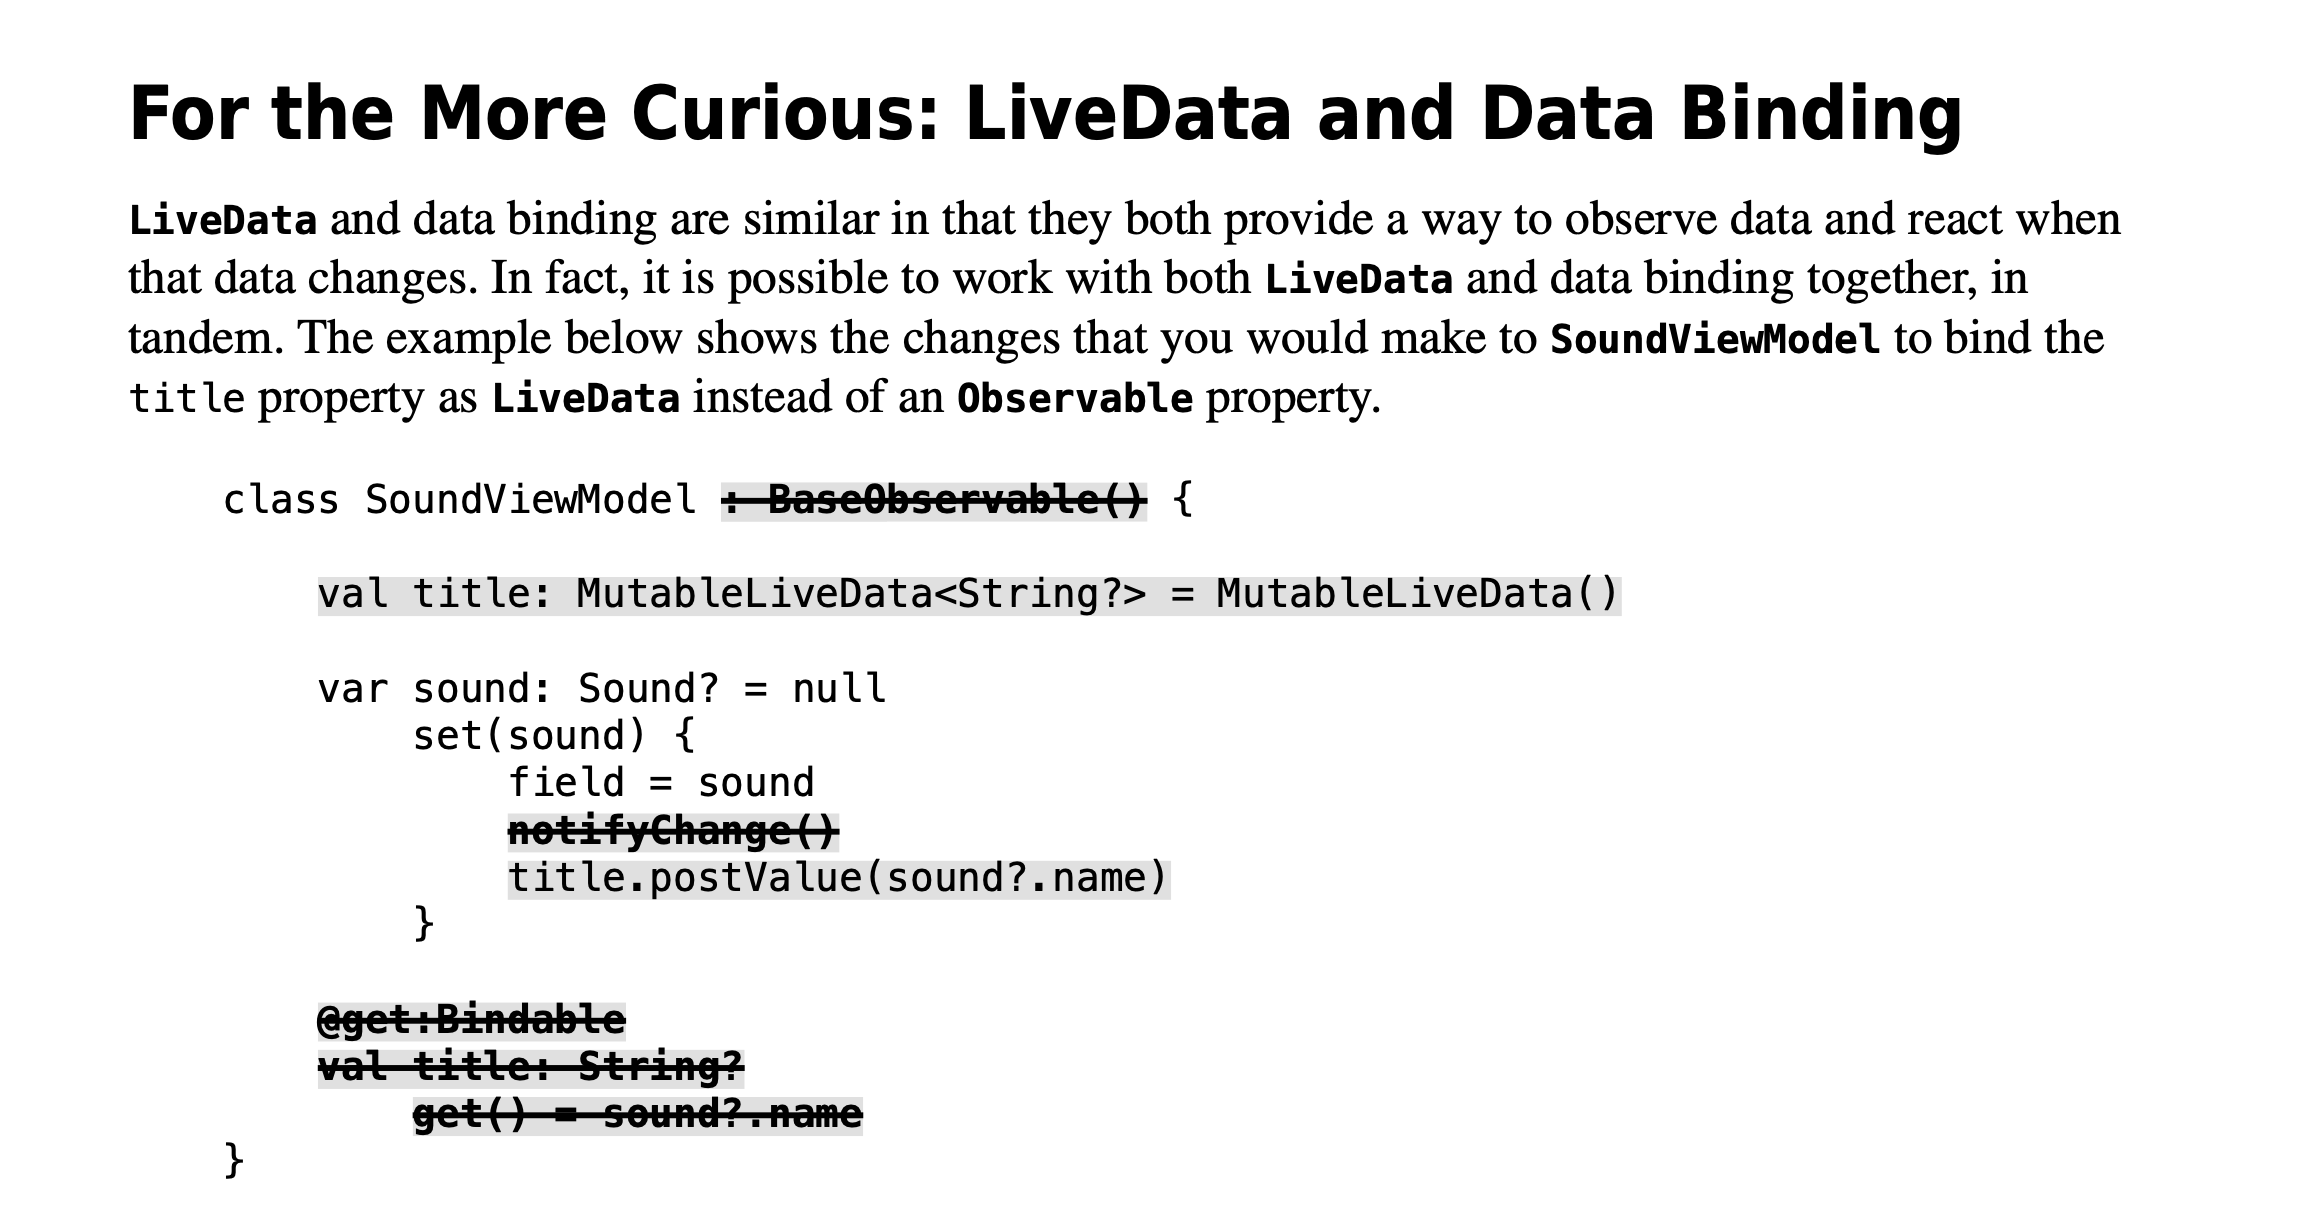 For the More Curious: LiveData and Data Binding
LiveData and data binding are similar in that they both provide a way to observe data and react when
that data changes. In fact, it is possible to work with both LiveData and data binding together, in
tandem. The example below shows the changes that you would make to SoundViewModel to bind the
title property as LiveData instead of an Observable property.
class SoundViewModel : BaseObservable() {
val title: MutableLiveData<String?> = MutableLiveData()
var sound: Sound? = null
set(sound) {
field = sound
notifyChange()
title.postValue(sound?.name)
}
@get:Bindable
val title: String?
get() = sound?.name
}